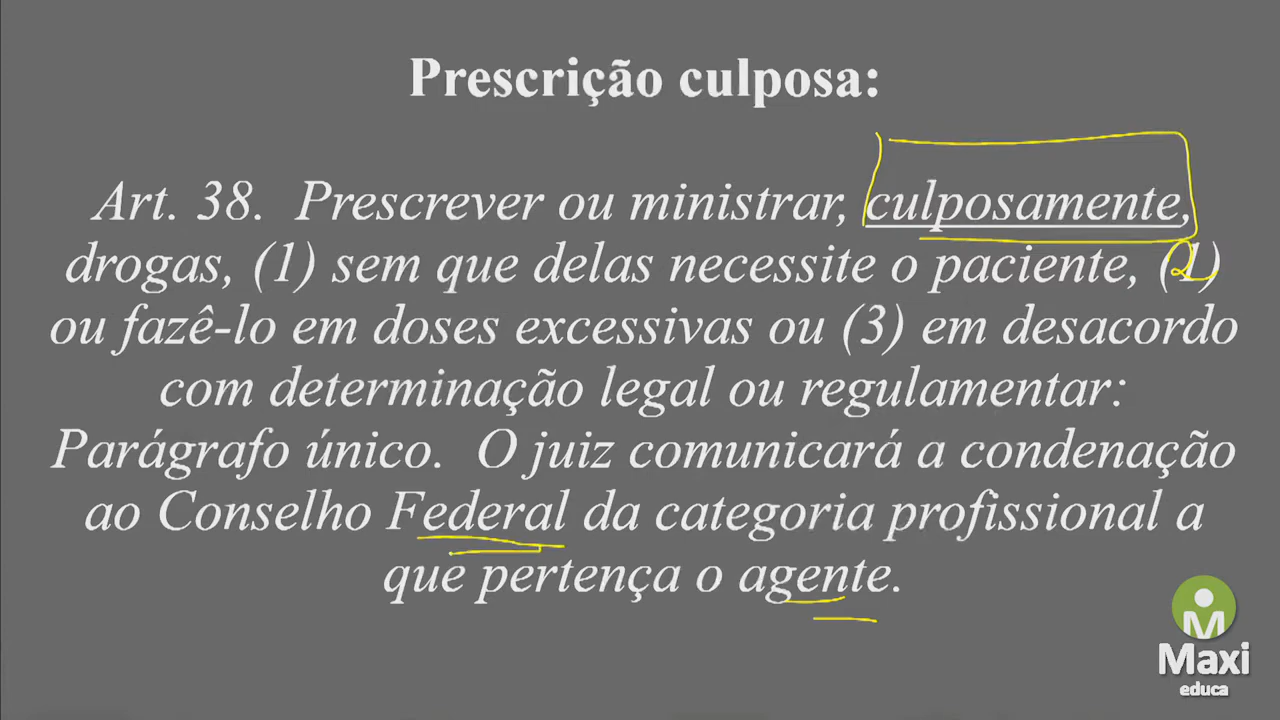 Prescrição culposa:
Art. 38. Prescrever ou ministrar, culposamente,
drogas, (1) sem que delas necessite o paciente, (1)
ou fazê-lo em doses excessivas ou (3) em desacordo
com determinação legal ou regulamentar:
Parágrafo único. O juiz comunicará a condenação
ao Conselho Federal da categoria profissional a
que pertença o agente.
M
Maxi
educa